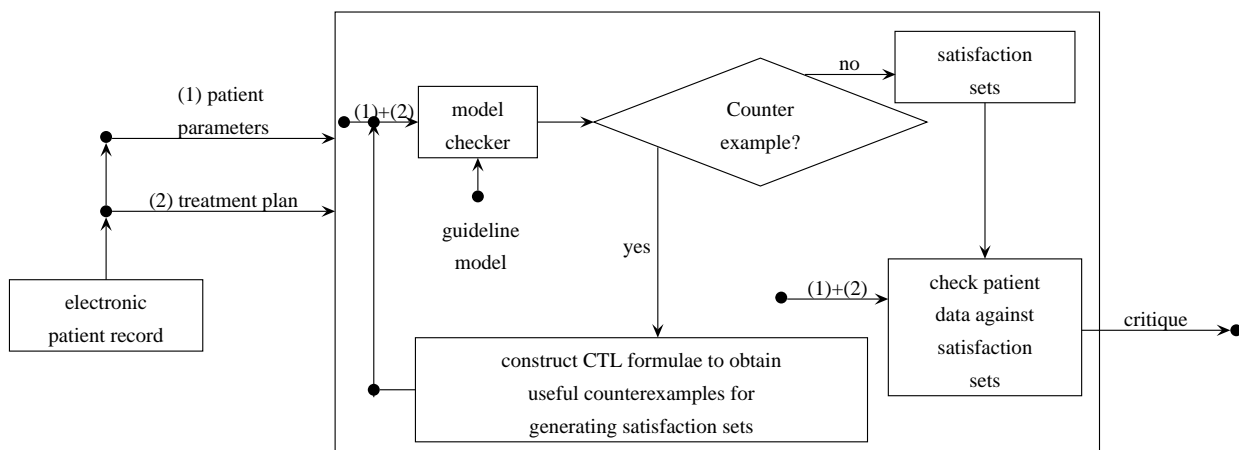 (1) patient
parameters
(2) treatment plan
electronic
patient record
(1)+(2)
model
checker
guideline
model
Counter
example?
no
yes
satisfaction
sets
construct CTL formulae to obtain
useful counterexamples for
generating satisfaction sets
(1)+(2)
check patient
data against
satisfaction
sets
critique